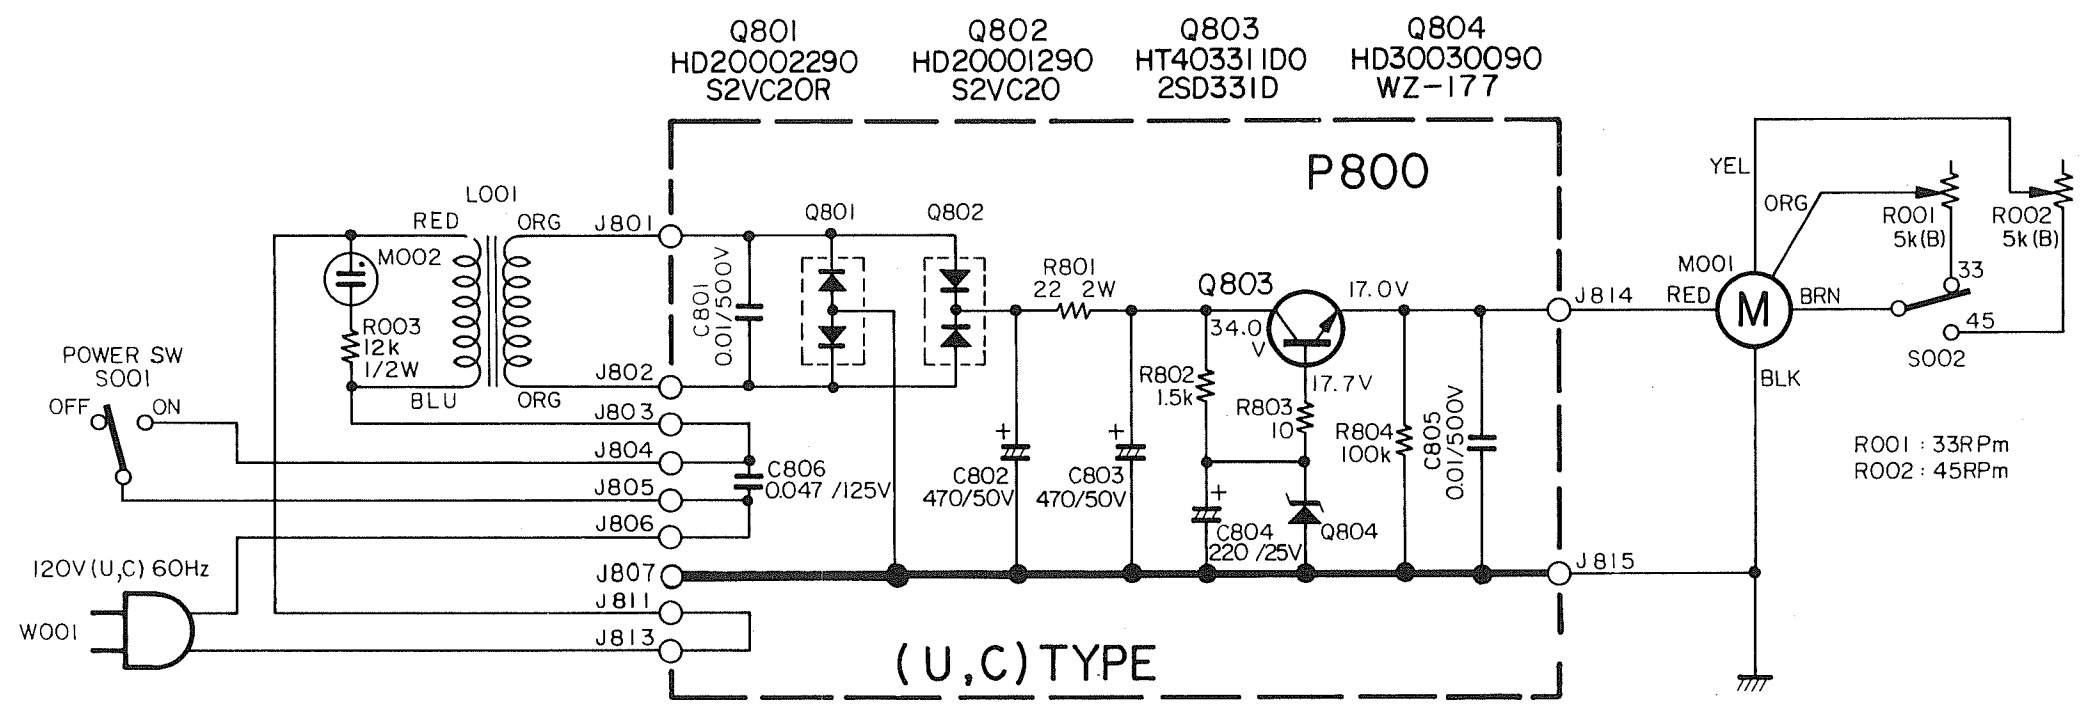 Q801
HD20002290
S2VC20R
Q802
HD20001290
S2VC20
Q803
HT403311D0
2SD331D
Q804
HD30030090
WZ-177
P800
L001
RED
ORG
J801
Q801
Q802
M002
C801
0.01/500V
R801
22 2W
Q803
17.0V
34.0
V
J814
YEL
ORG
R001
5k(B)
R002
5k(B)
M001
RED
M
BRN
33
45
S002
BLK
R003
12k
1/2W
BLU
ORG
J802
POWER SW
S001
OFF
ON
J803
J804
J805
J806
C806
0.047/125V
+
C802
470/50V
+
C803
470/50V
R802
1.5k
17.7V
R803
10
+
C804
220/25V
Q804
R804
100k
C805
0.01/500V
R001 : 33RPm
R002 : 45RPm
120V(U,C) 60Hz
W001
J807
J811
J813
J815
(U,C) TYPE